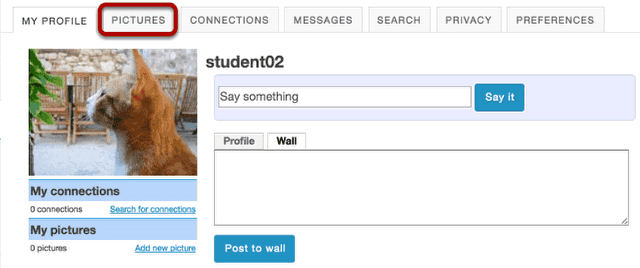 MY PROFILE PICTURES CONNECTIONS MESSAGES SEARCH PRIVACY PREFERENCES
student02
Say something Say it
Profile Wall
My connections
0 connections Search for connections
My pictures
0 pictures Add new picture
Post to wall